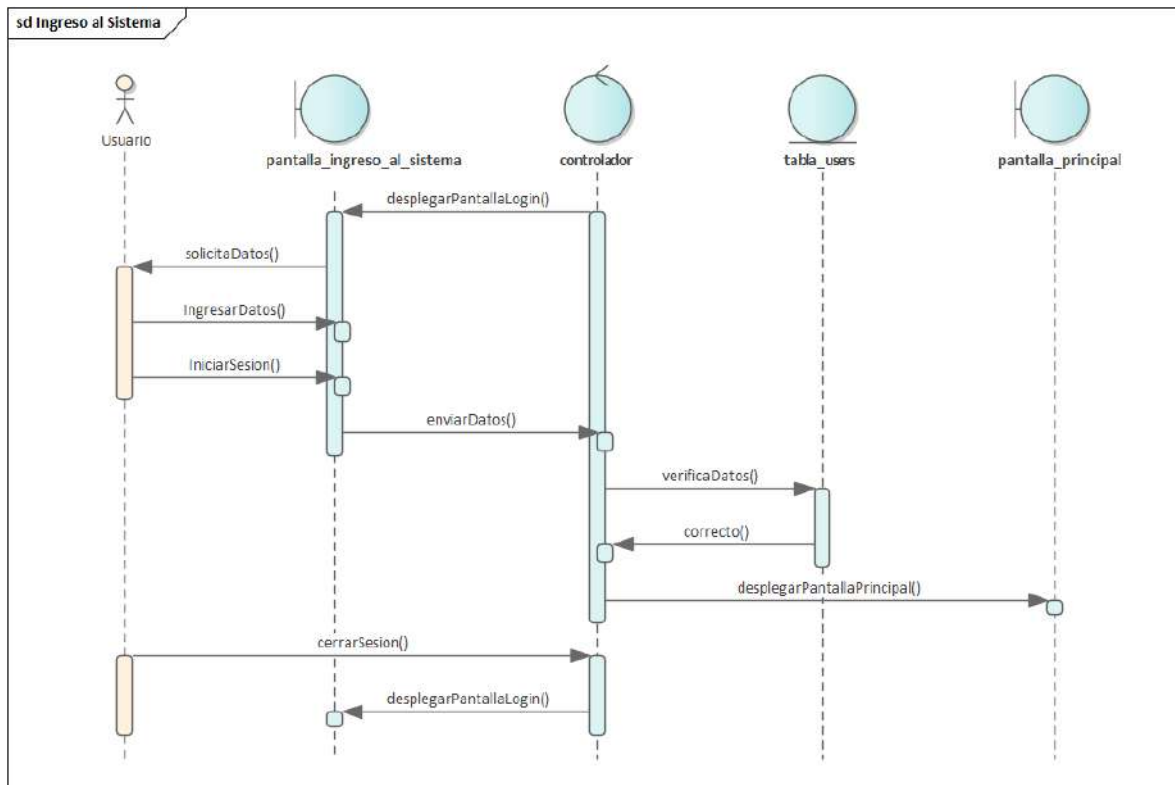 sd Ingreso al Sistema
Usuario
pantalla_ingreso_al_sistema
controlador
tabla_users
pantalla_principal
desplegarPantallaLogin()
solicitaDatos()
IngresarDatos()
IniciarSesion()
enviarDatos()
verificaDatos()
correcto()
desplegarPantallaPrincipal()
cerrarSesion()
desplegarPantallaLogin()